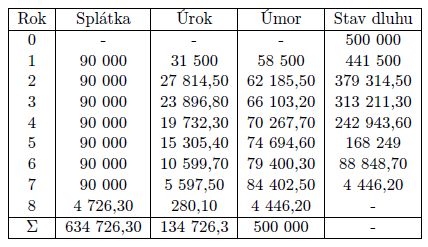 Rok Splátka Úrok Úmor Stav dluhu
0 - - - 500 000
1 90 000 31 500 58 500 441 500
2 90 000 27 814,50 62 185,50 379 314,50
3 90 000 23 896,80 66 103,20 313 211,30
4 90 000 19 732,30 70 267,70 242 943,60
5 90 000 15 305,40 74 694,60 168 249
6 90 000 10 599,70 79 400,30 88 848,70
7 90 000 5 597,50 84 402,50 4 446,20
8 4 726,30 280,10 4 446,20 -
Σ 634 726,30 134 726,3 500 000 -